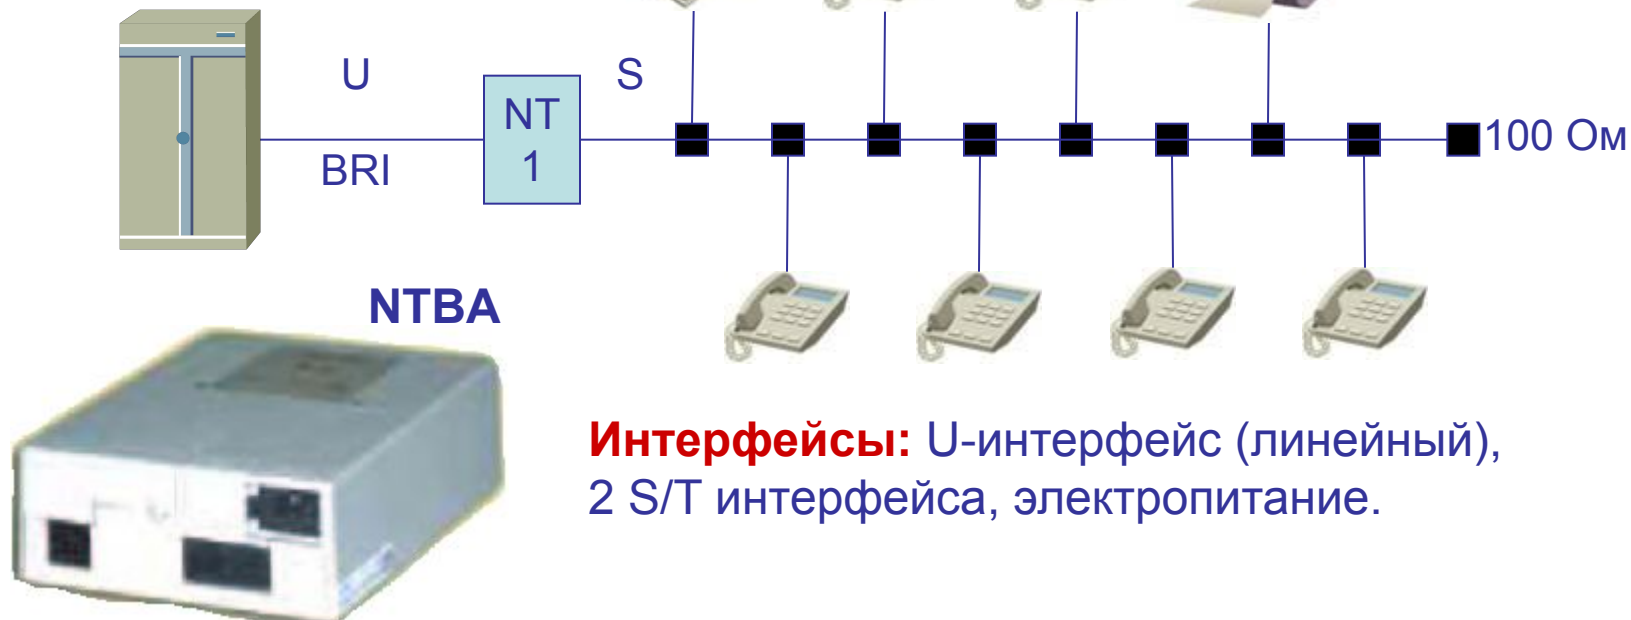 U
S
NT
1
BRI
100 Ом
NTBA
Интерфейсы: U-интерфейс (линейный),
2 S/T интерфейса, электропитание.